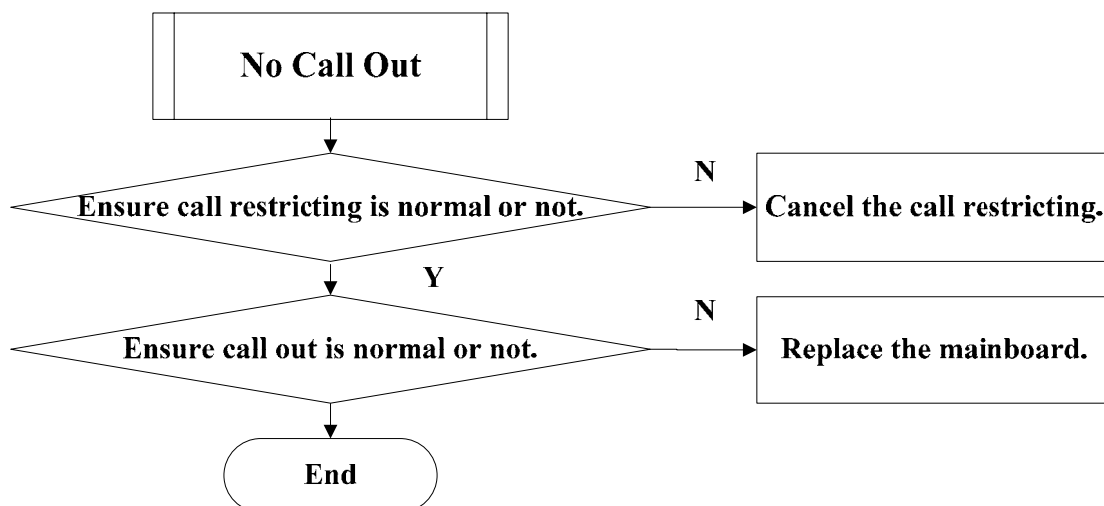 No Call Out
N
Ensure call restricting is normal or not.
Cancel the call restricting.
Y
N
Ensure call out is normal or not.
Replace the mainboard.
End